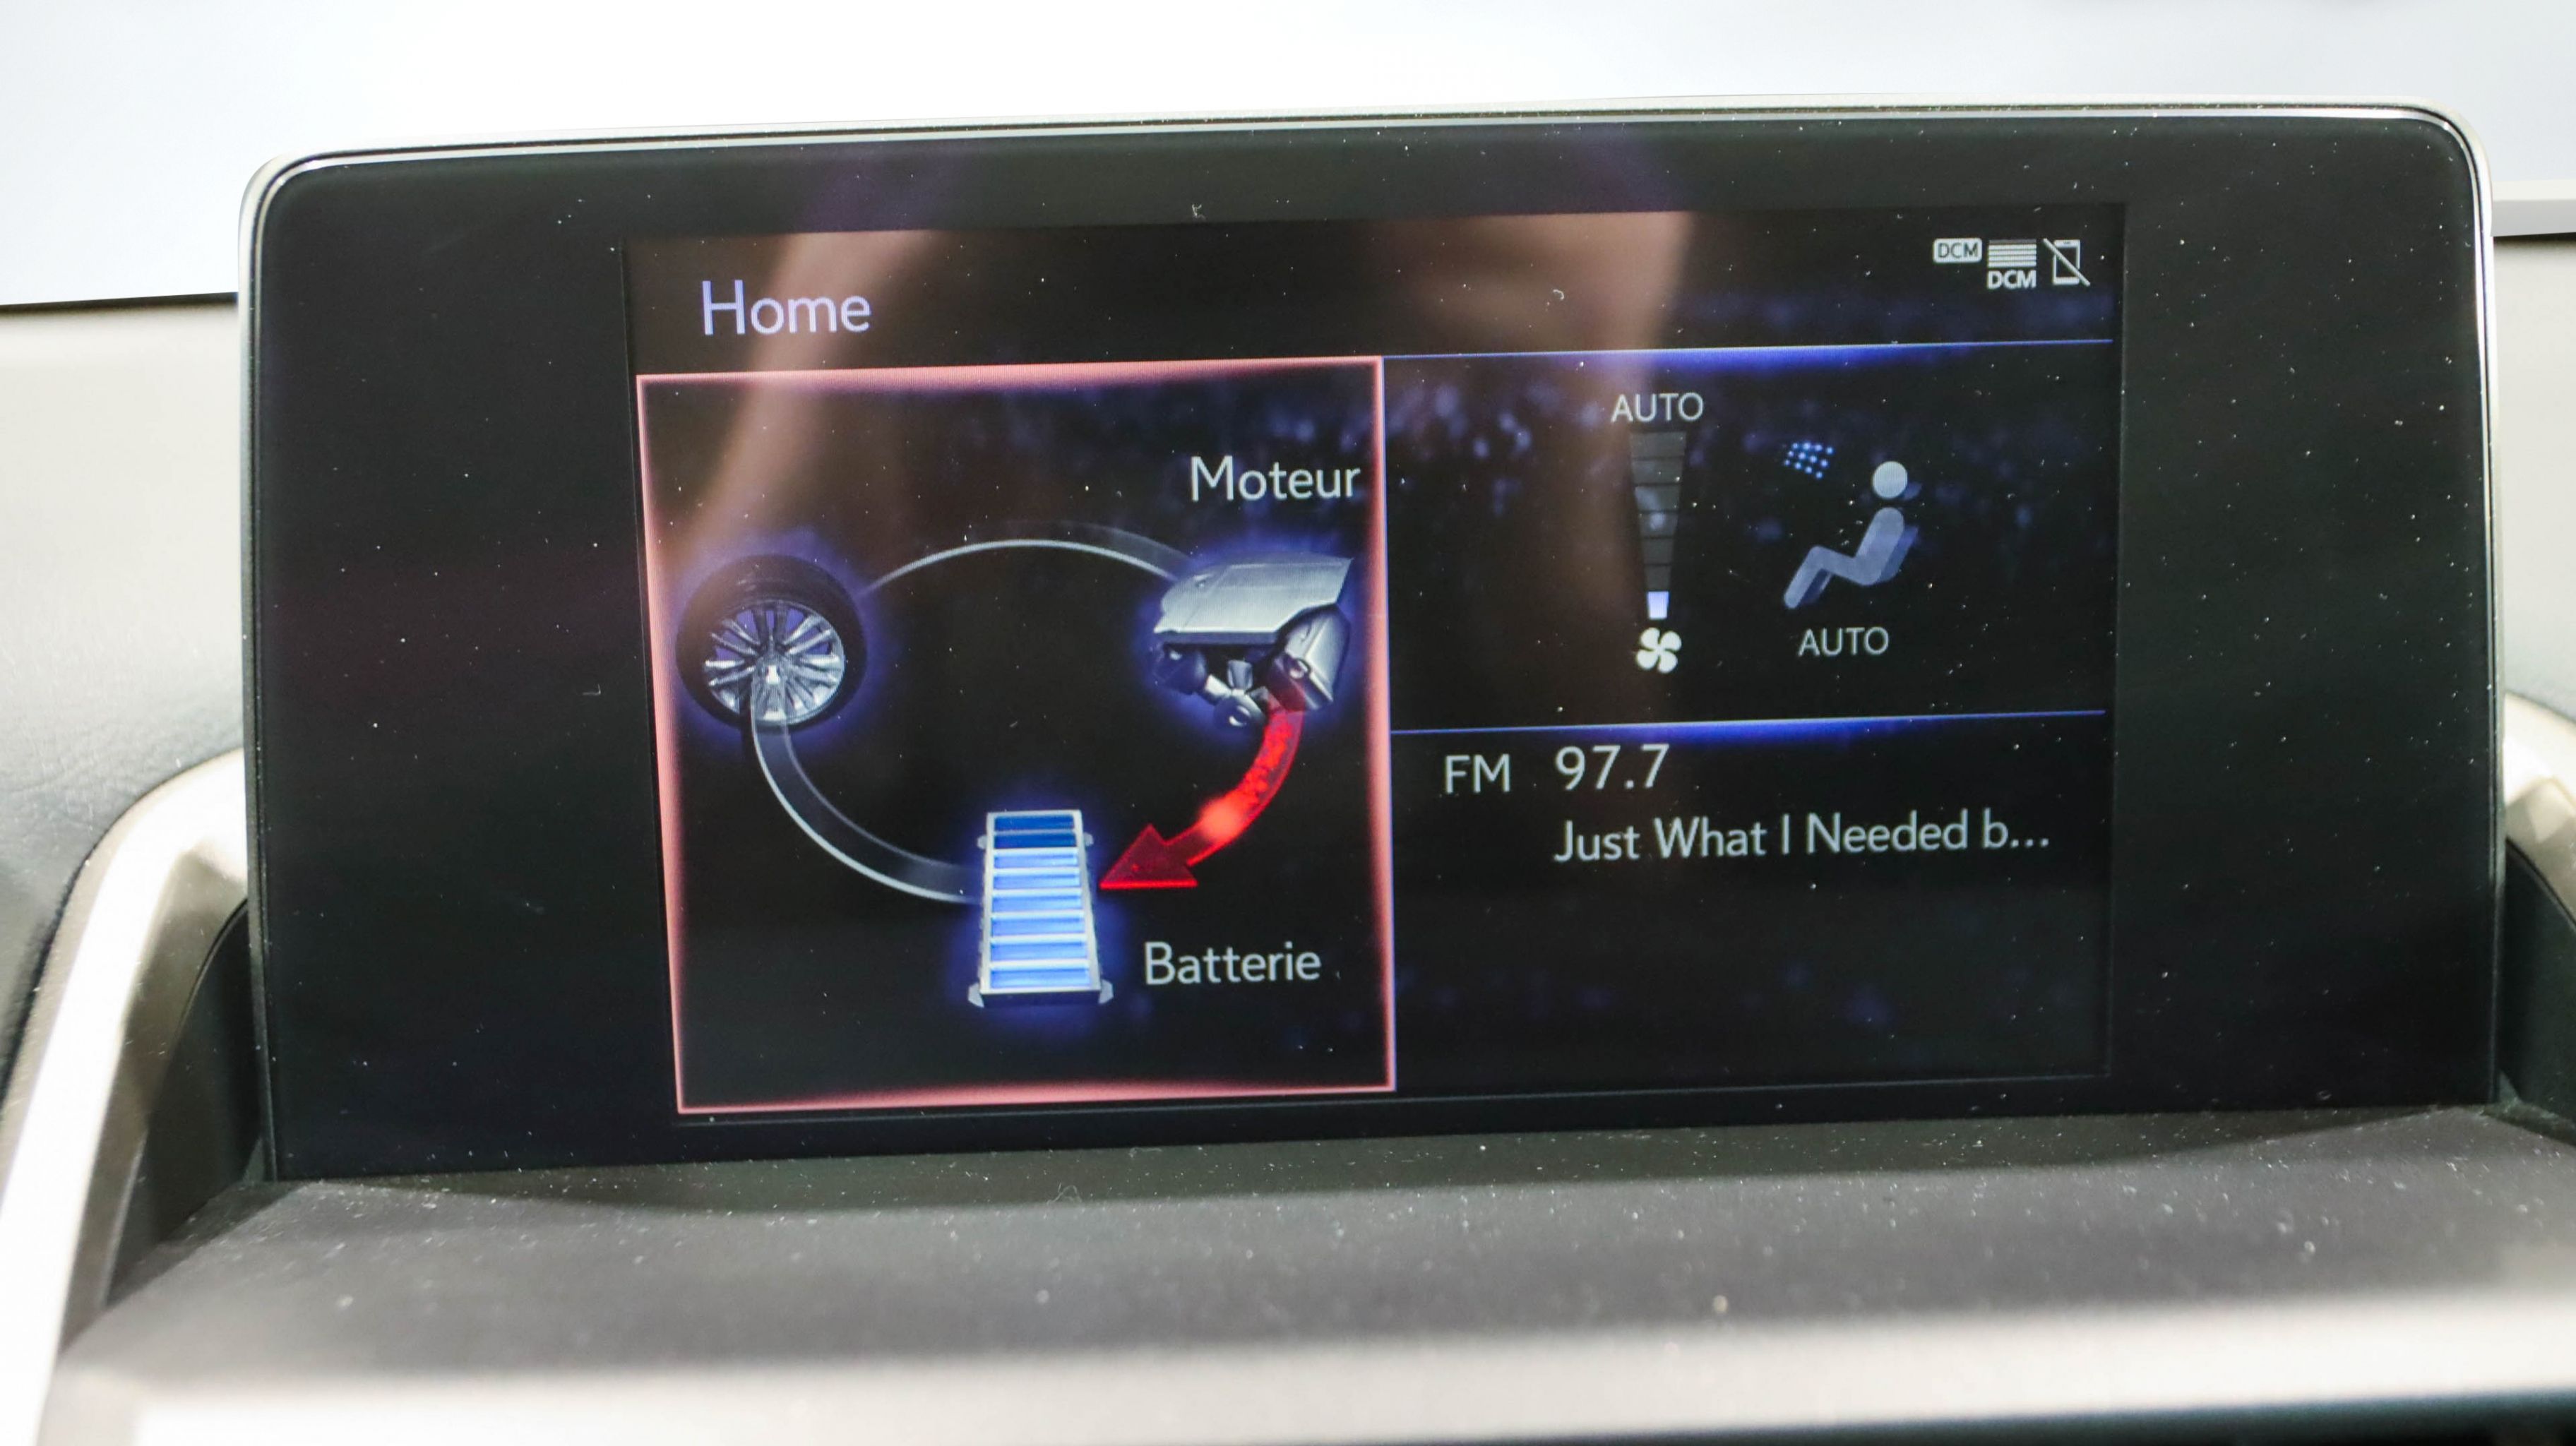 DCM
DCM
Home
Moteur
Batterie
AUTO
AUTO
FM 97.7
Just What I Needed b...